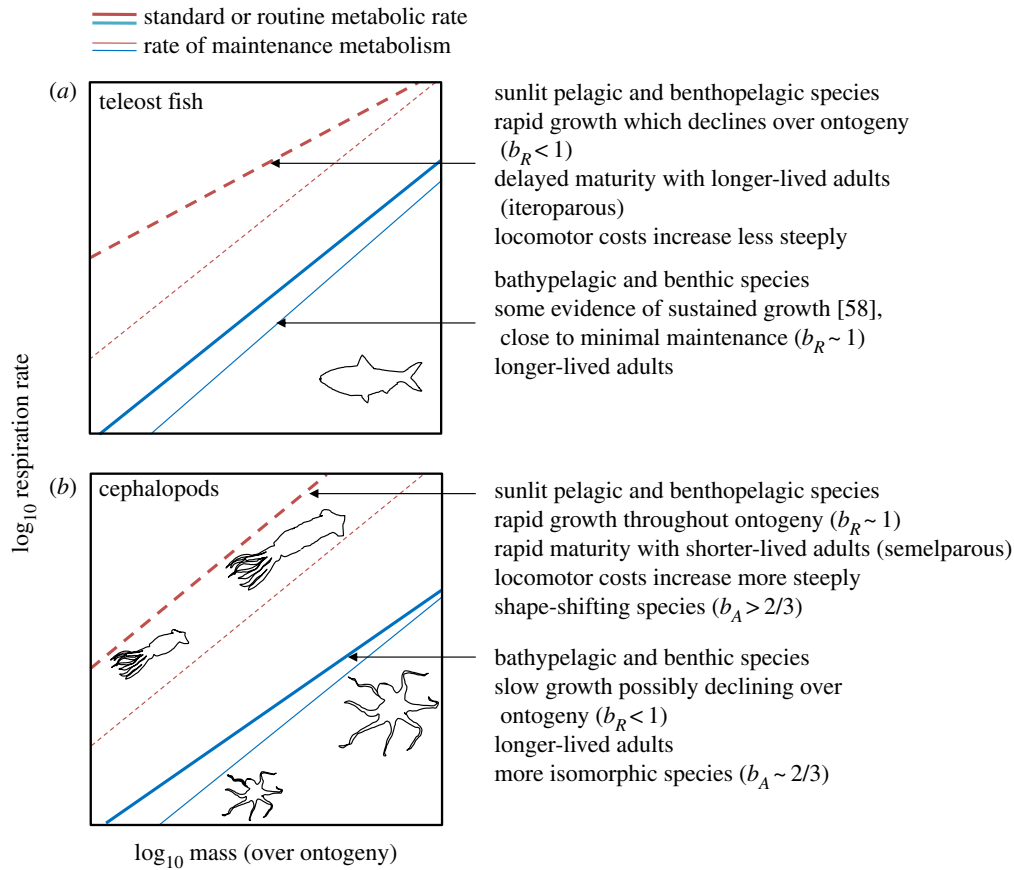 standard or routine metabolic rate
rate of maintenance metabolism
(a)
teleost fish
sunlit pelagic and benthopelagic species
rapid growth which declines over ontogeny
(b_R < 1)
delayed maturity with longer-lived adults
(iteroparous)
locomotor costs increase less steeply
bathypelagic and benthic species
some evidence of sustained growth [58],
close to minimal maintenance (b_R ~ 1)
longer-lived adults
log10 respiration rate
(b)
cephalopods
sunlit pelagic and benthopelagic species
rapid growth throughout ontogeny (b_R ~ 1)
rapid maturity with shorter-lived adults (semelparous)
locomotor costs increase more steeply
shape-shifting species (b_A > 2/3)
bathypelagic and benthic species
slow growth possibly declining over
ontogeny (b_R < 1)
longer-lived adults
more isomorphic species (b_A ~ 2/3)
log10 mass (over ontogeny)